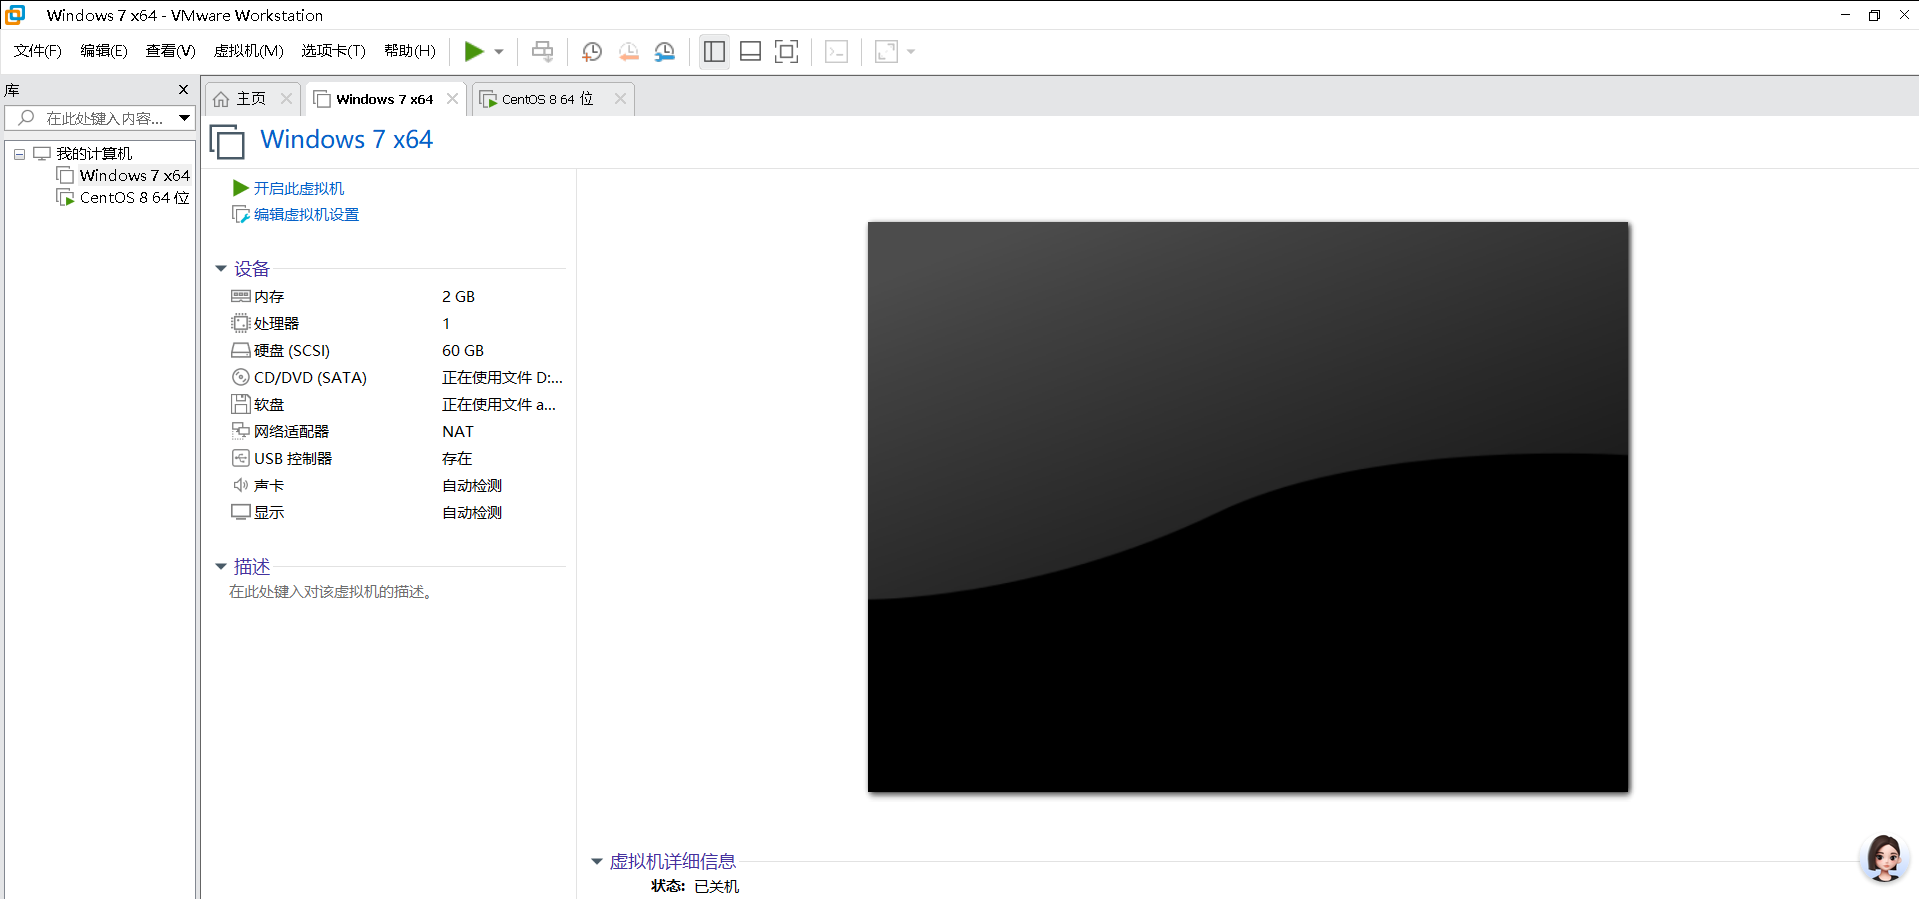 Windows 7 x64 - VMware Workstation
文件(F) 编辑(E) 查看(V) 虚拟机(M) 选项卡(T) 帮助(H)
库
在此处键入内容...
我的计算机
Windows 7 x64
CentOS 8 64 位
主页 Windows 7 x64 CentOS 8 64 位
Windows 7 x64
开启此虚拟机
编辑虚拟机设置
设备
内存 2 GB
处理器 1
硬盘 (SCSI) 60 GB
CD/DVD (SATA) 正在使用文件 D:...
软盘 正在使用文件 a...
网络适配器 NAT
USB 控制器 存在
声卡 自动检测
显示 自动检测
描述
在此处键入对该虚拟机的描述。
虚拟机详细信息
状态: 已关机